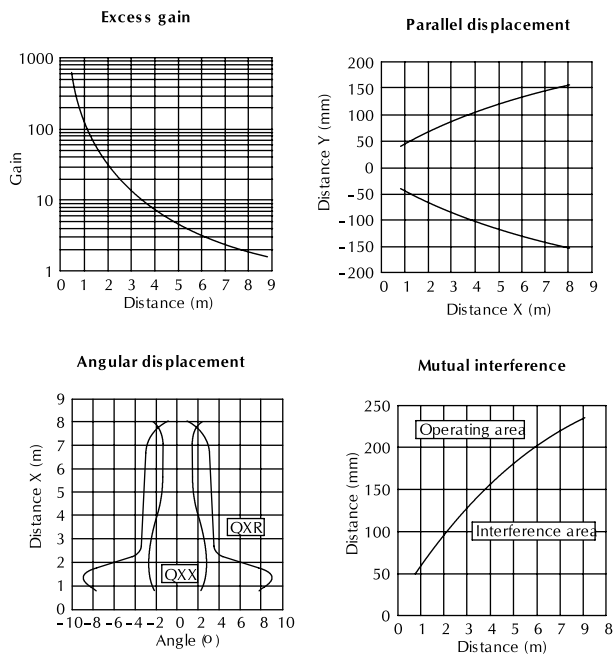 Excess gain
1000
100
10
1
Gain
0 1 2 3 4 5 6 7 8 9
Distance (m)
Parallel displacement
200
150
100
50
0
-50
-100
-150
-200
Distance Y (mm)
0 1 2 3 4 5 6 7 8 9
Distance X (m)
Angular displacement
9
8
7
6
5
4
3
2
1
0
Distance X (m)
QXR
QXX
-10 -8 -6 -4 -2 0 2 4 6 8 10
Angle (º)
Mutual interference
250
200
150
100
50
0
Distance (mm)
Operating area
Interference area
0 1 2 3 4 5 6 7 9 8
Distance (m)